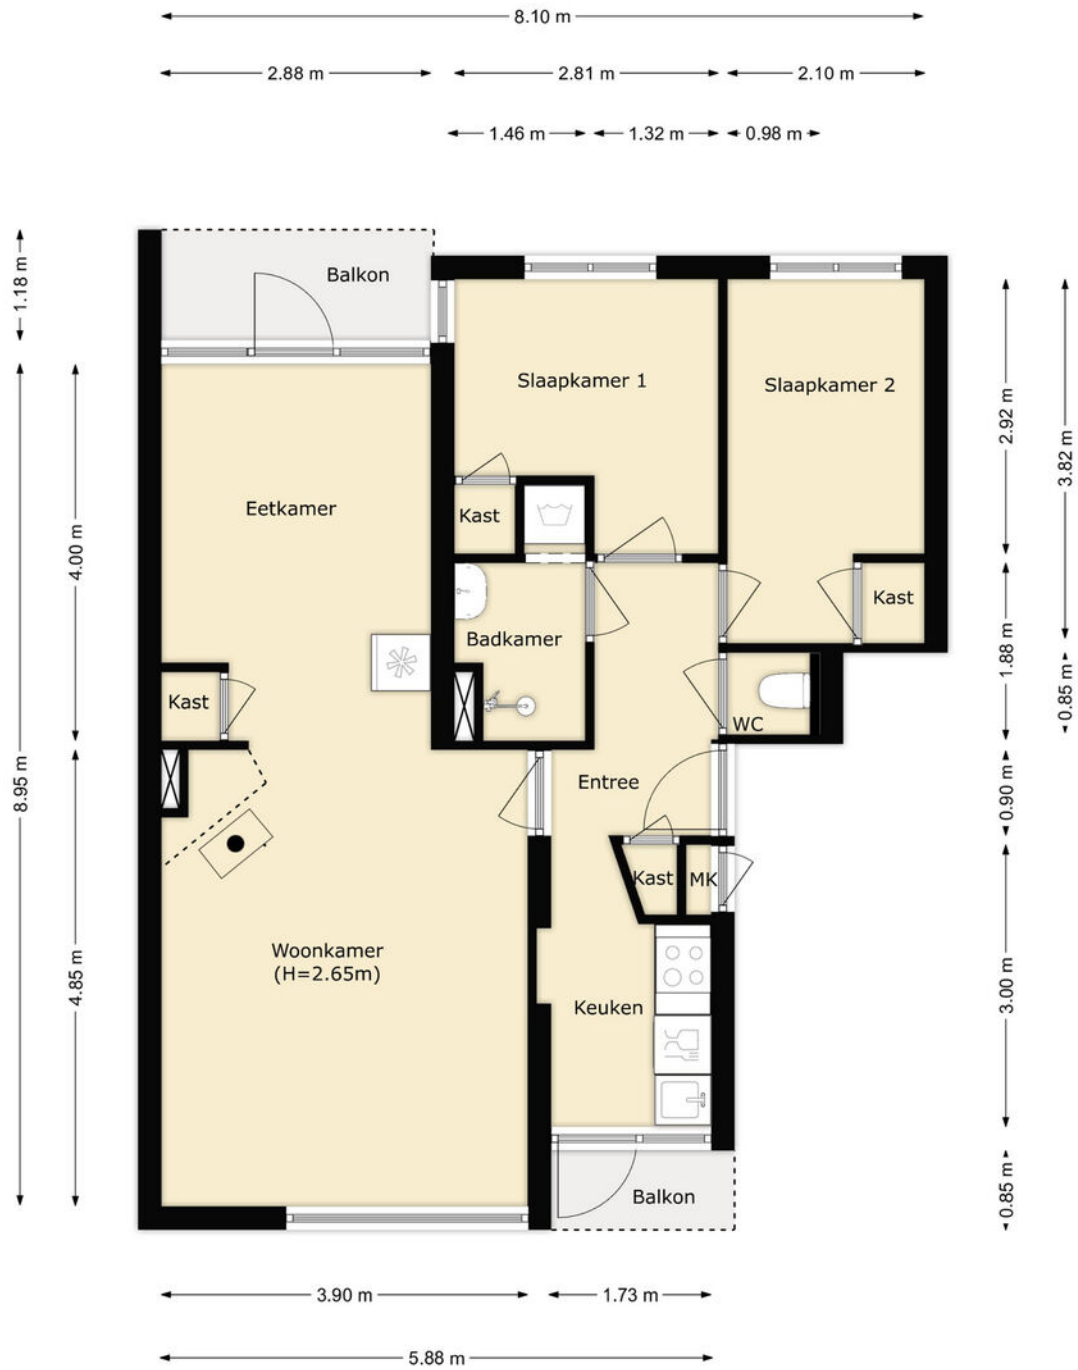 8.10 m
2.88 m
2.81 m
2.10 m
1.46 m
1.32 m
0.98 m
1.18 m
Balkon
Slaapkamer 1
Slaapkamer 2
2.92 m
3.82 m
Eetkamer
Kast
4.00 m
Kast
Badkamer
1.88 m
0.85 m
Kast
WC
8.95 m
Entree
0.90 m
Kast
MK
Woonkamer
(H=2.65m)
4.85 m
Keuken
3.00 m
Balkon
0.85 m
3.90 m
1.73 m
5.88 m